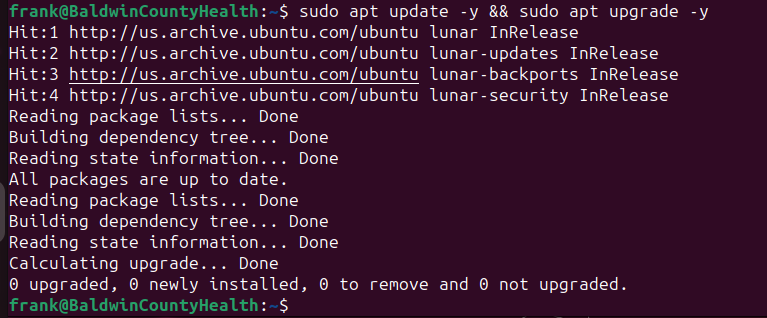 frank@BaldwinCountyHealth:~$ sudo apt update -y && sudo apt upgrade -y
Hit:1 http://us.archive.ubuntu.com/ubuntu lunar InRelease
Hit:2 http://us.archive.ubuntu.com/ubuntu lunar-updates InRelease
Hit:3 http://us.archive.ubuntu.com/ubuntu lunar-backports InRelease
Hit:4 http://us.archive.ubuntu.com/ubuntu lunar-security InRelease
Reading package lists... Done
Building dependency tree... Done
Reading state information... Done
All packages are up to date.
Reading package lists... Done
Building dependency tree... Done
Reading state information... Done
Calculating upgrade... Done
0 upgraded, 0 newly installed, 0 to remove and 0 not upgraded.
frank@BaldwinCountyHealth:~$